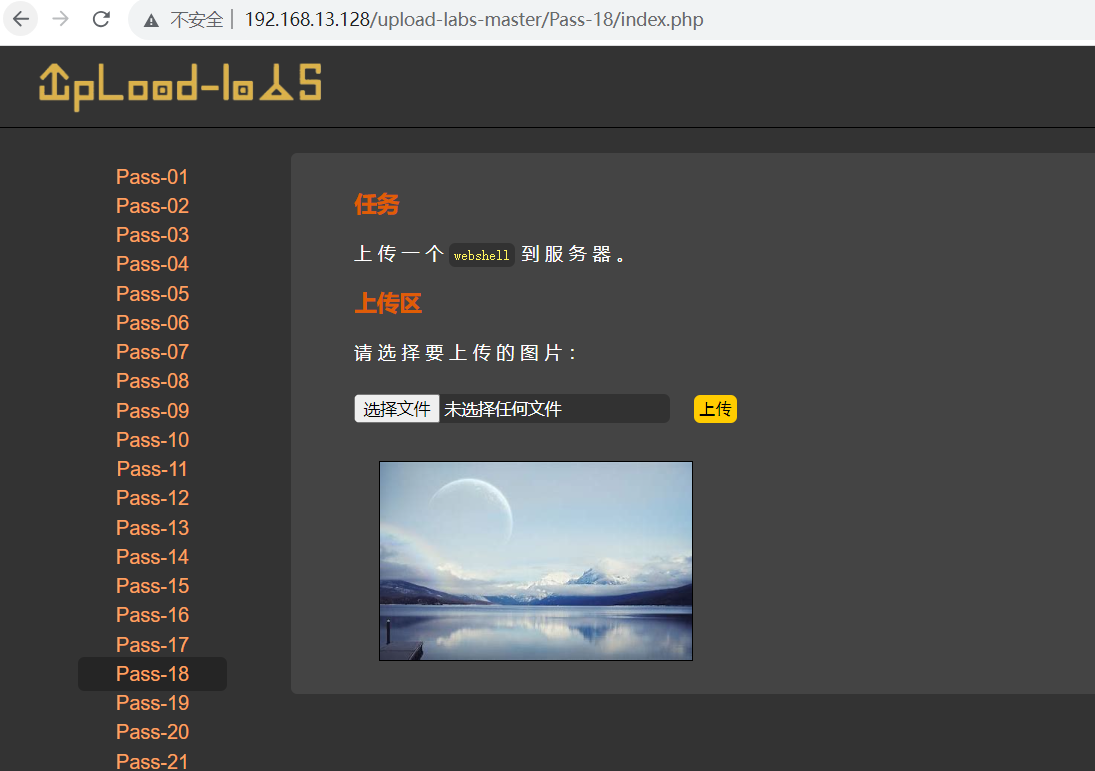 不安全 192.168.13.128/upload-labs-master/Pass-18/index.php
UpLoad-labS
Pass-01
Pass-02
Pass-03
Pass-04
Pass-05
Pass-06
Pass-07
Pass-08
Pass-09
Pass-10
Pass-11
Pass-12
Pass-13
Pass-14
Pass-15
Pass-16
Pass-17
Pass-18
Pass-19
Pass-20
Pass-21
任务
上传一个 webshell 到服务器。
上传区
请选择要上传的图片：
选择文件 未选择任何文件 上传